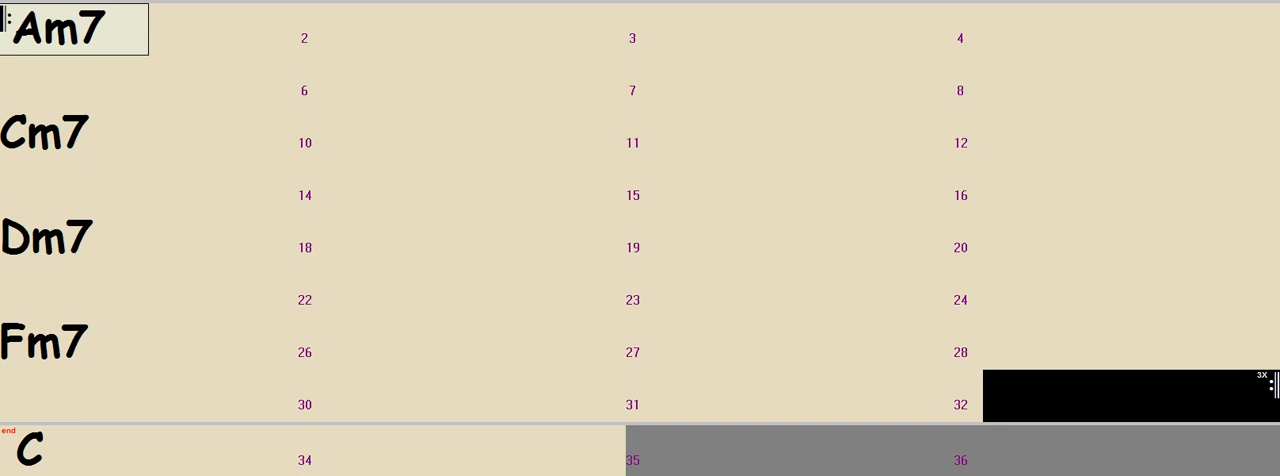 Am7 2 3 4
6 7 8
Cm7 10 11 12
14 15 16
Dm7 18 19 20
22 23 24
Fm7 26 27 28
3X
30 31 32
end C 34 35 36